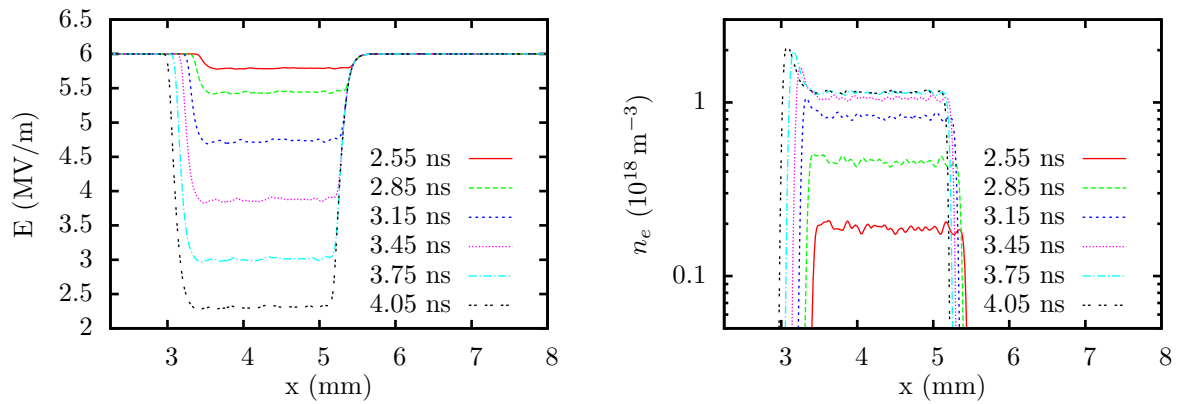 6.5
6
5.5
5
4.5
4
3.5
3
2.5
2
E (MV/m)
3 4 5 6 7 8
x (mm)
2.55 ns
2.85 ns
3.15 ns
3.45 ns
3.75 ns
4.05 ns
1
0.1
nₑ (10¹⁸ m⁻³)
3 4 5 6 7 8
x (mm)
2.55 ns
2.85 ns
3.15 ns
3.45 ns
3.75 ns
4.05 ns